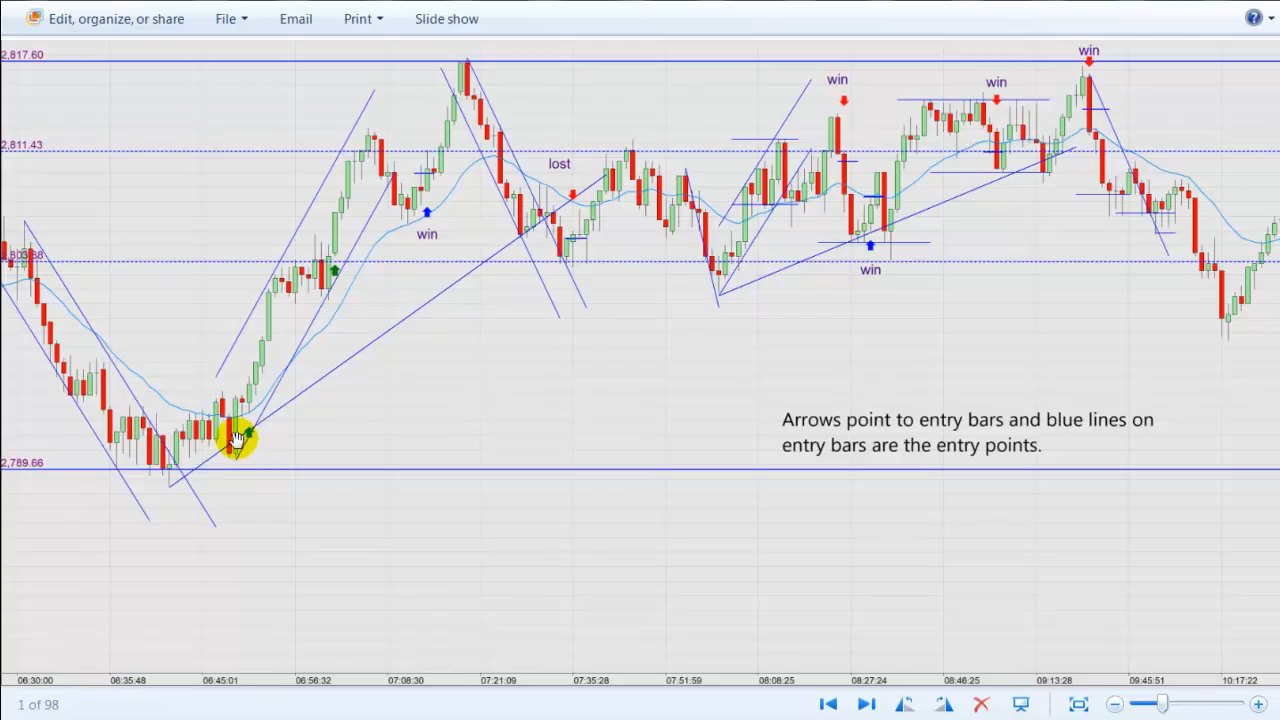 Edit, organize, or share File Email Print Slide show
2,817.60
win
win
win
2,811.43
lost
win
2,803.88
win
Arrows point to entry bars and blue lines on
entry bars are the entry points.
2,789.66
06:30:00 06:35:48 06:45:01 06:56:32 07:08:30 07:21:09 07:35:28 07:51:59 08:08:25 08:27:24 08:46:25 09:13:28 09:45:51 10:17:22
1 of 98